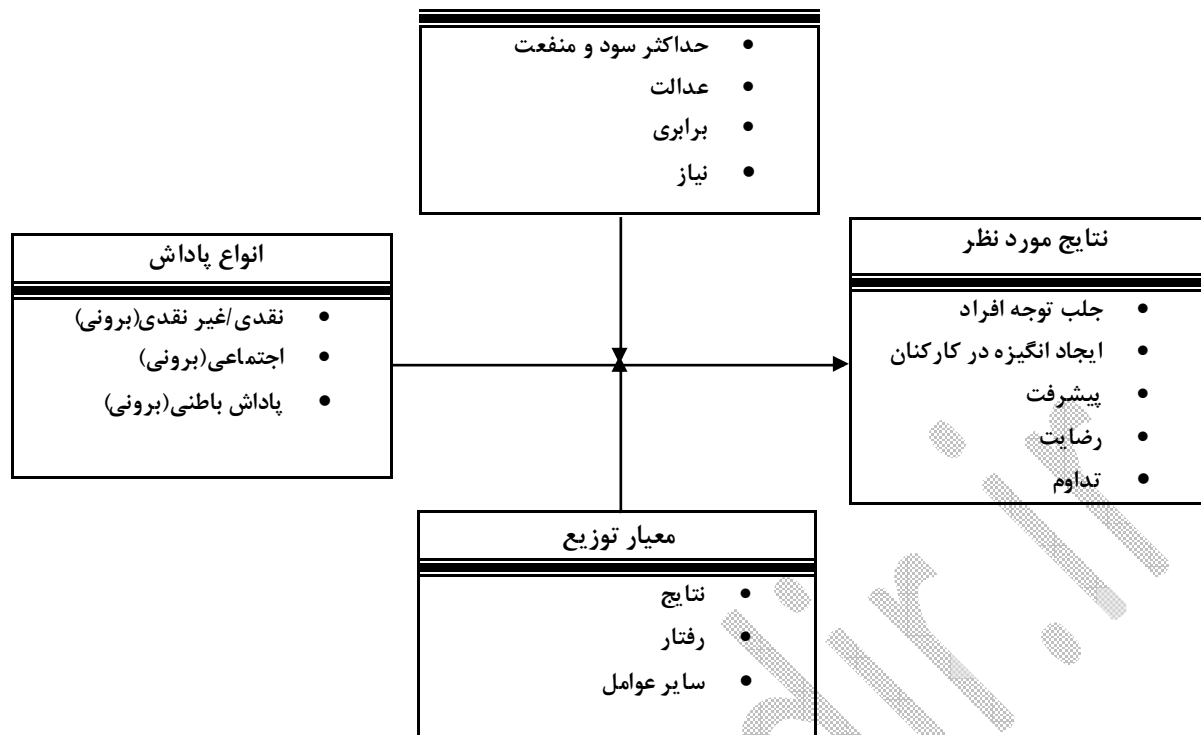 حداکثر سود و منفعت
عدالت
برابری
نیاز
نتایج مورد نظر
جلب توجه افراد
ایجاد انگیزه در کارکنان
پیشرفت
رضایت
تداوم
انواع پاداش
نقدی/غیر نقدی(برونی)
اجتماعی(برونی)
پاداش باطنی(برونی)
معیار توزیع
نتایج
رفتار
سایر عوامل